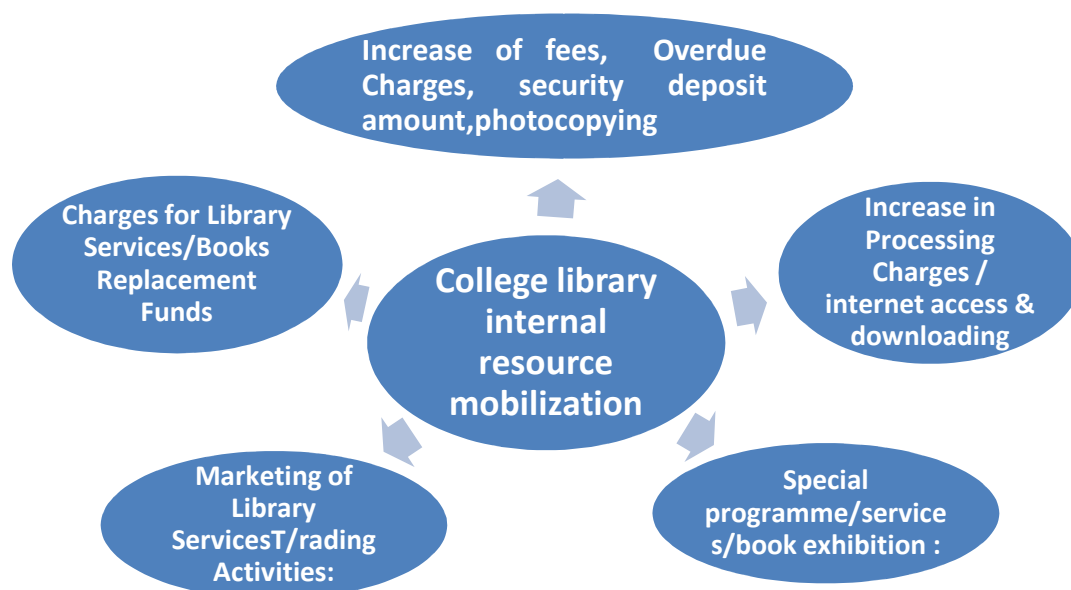 Increase of fees, Overdue
Charges, security deposit
amount,photocopying
Charges for Library
Services/Books
Replacement
Funds
Increase in
Processing
Charges /
internet access &
downloading
College library
internal
resource
mobilization
Marketing of
Library
ServicesT/rading
Activities:
Special
programme/service
s/book exhibition :